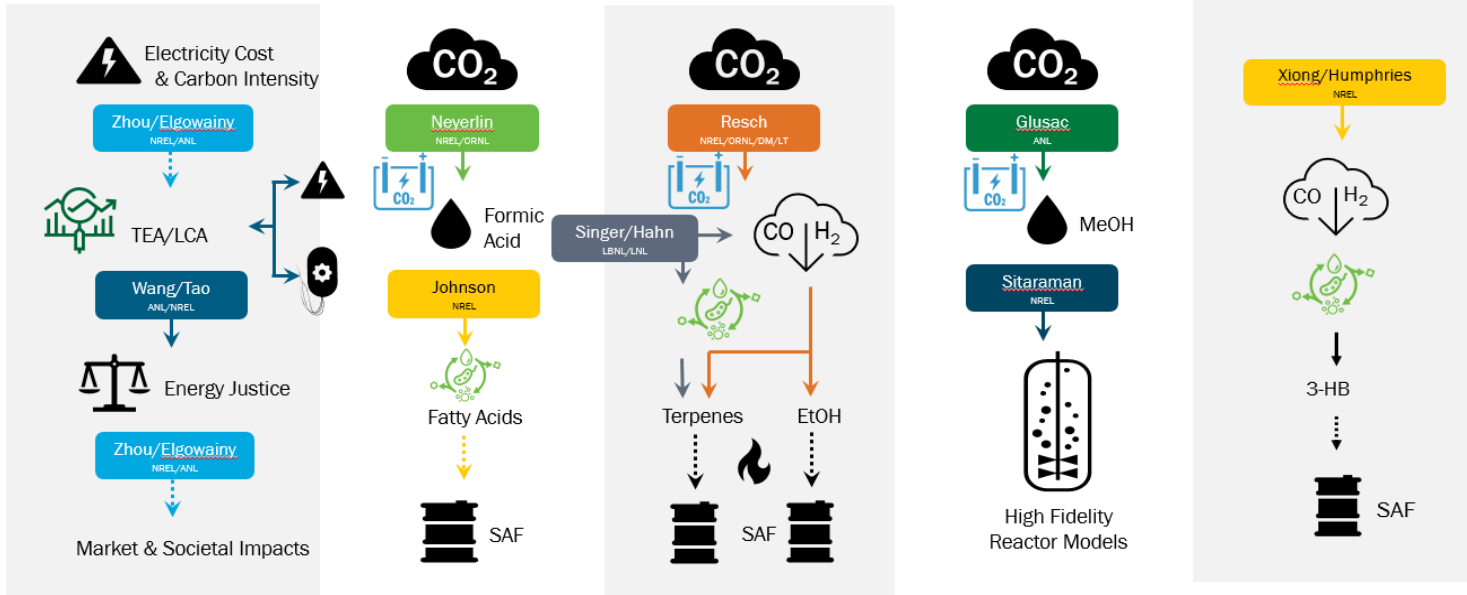 Electricity Cost
& Carbon Intensity
Zhou/Elgowainy
NREL/ANL
TEA/LCA
Wang/Tao
ANL/NREL
Energy Justice
Zhou/Elgowainy
NREL/ANL
Market & Societal Impacts
CO2
Neyerlin
NREL/ORNL
CO2
Formic
Acid
Johnson
NREL
Fatty Acids
SAF
CO2
Resch
NREL/ORNL/DM/LT
CO2
Singer/Hahn
LBNL/LNL
CO H2
Terpenes
EtOH
SAF
CO2
Glusac
ANL
CO2
MeOH
Sitaraman
NREL
High Fidelity
Reactor Models
Xiong/Humphries
NREL
CO H2
3-HB
SAF